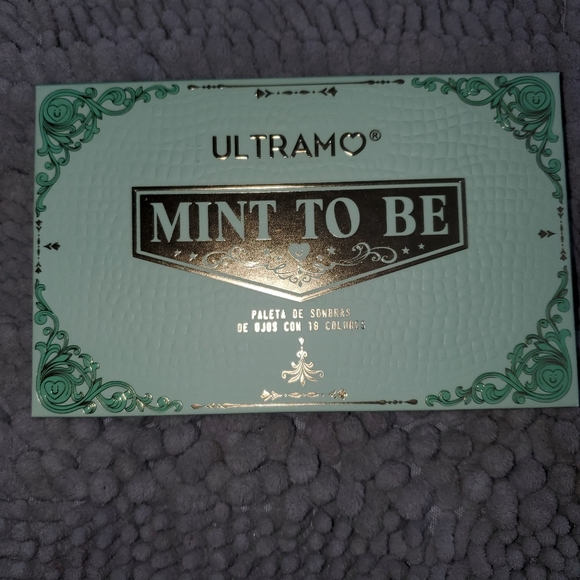 ULTRAMO®
MINT TO BE
PALETA DE SOMBRAS
DE OJOS CON 18 COLORES